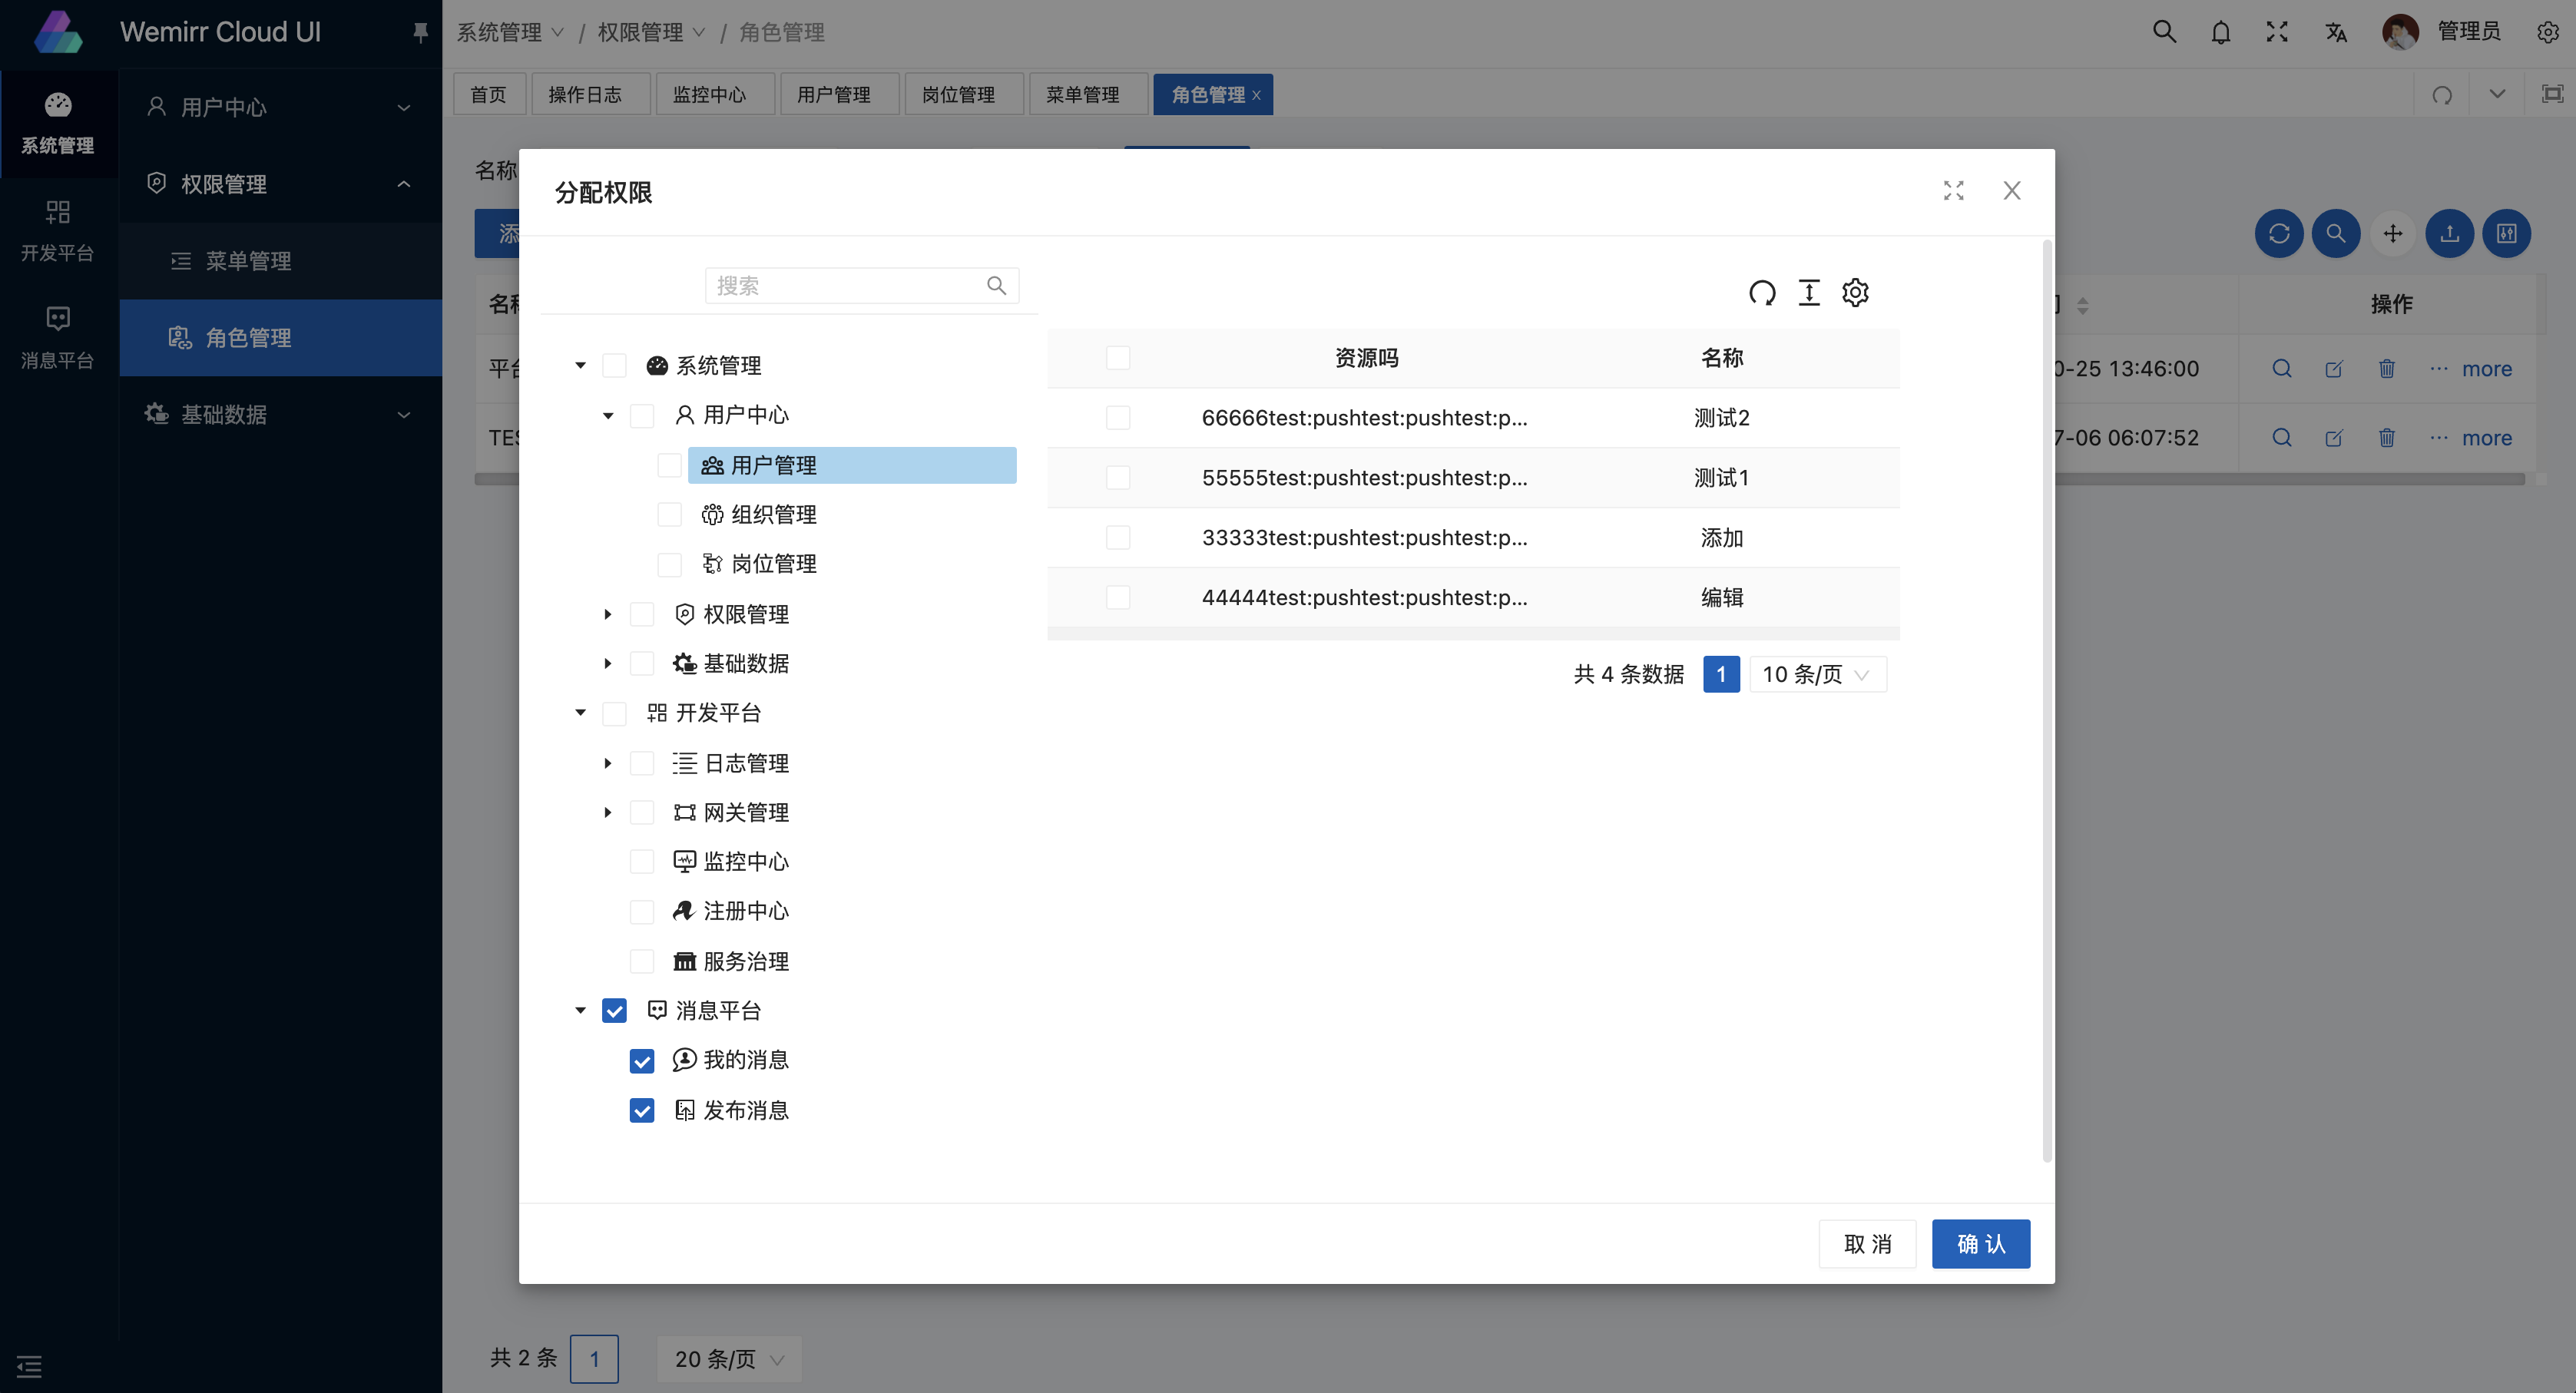 Wemirr Cloud UI
系统管理 / 权限管理 / 角色管理
管理员
首页 操作日志 监控中心 用户管理 岗位管理 菜单管理 角色管理
系统管理
开发平台
消息平台
用户中心
权限管理
菜单管理
角色管理
基础数据
名称
操作
0-25 13:46:00 more
7-06 06:07:52 more
分配权限
搜索
系统管理
用户中心
用户管理
组织管理
岗位管理
权限管理
基础数据
开发平台
日志管理
网关管理
监控中心
注册中心
服务治理
消息平台
我的消息
发布消息
资源吗 名称
66666test:pushtest:pushtest:p... 测试2
55555test:pushtest:pushtest:p... 测试1
33333test:pushtest:pushtest:p... 添加
44444test:pushtest:pushtest:p... 编辑
共 4 条数据 1 10 条/页
取 消 确 认
共 2 条 1 20 条/页